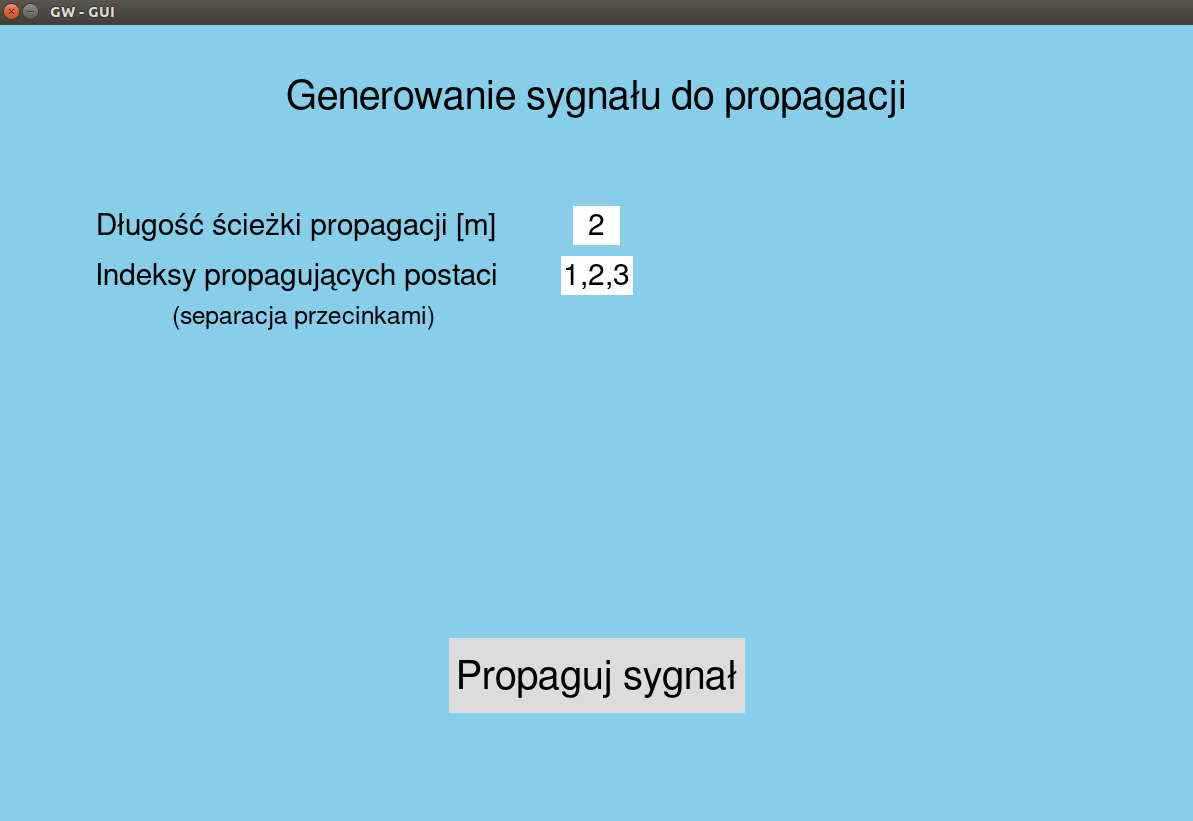 GW - GUI
Generowanie sygnału do propagacji
Długość ścieżki propagacji [m] 2
Indeksy propagujących postaci 1,2,3
(separacja przecinkami)
Propaguj sygnał